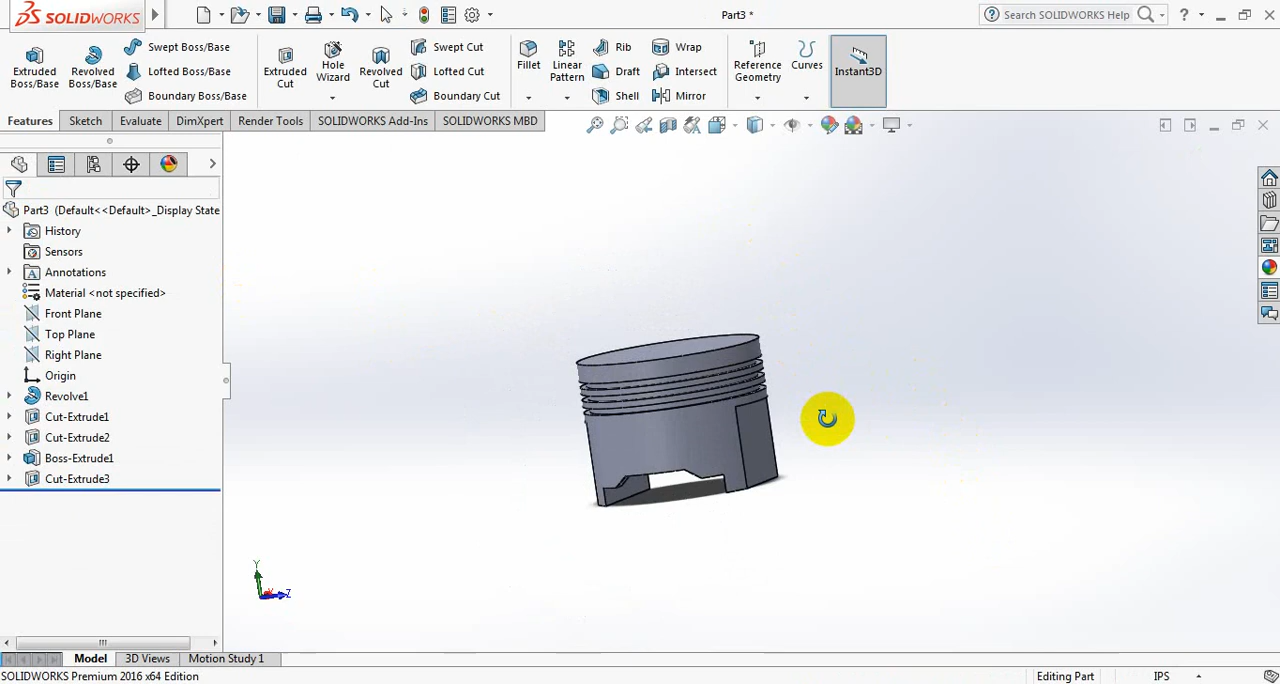 SOLIDWORKS
Part3 *
Search SOLIDWORKS Help
?
Extruded Boss/Base
Revolved Boss/Base
Swept Boss/Base
Lofted Boss/Base
Boundary Boss/Base
Extruded Cut
Hole Wizard
Revolved Cut
Swept Cut
Lofted Cut
Boundary Cut
Fillet
Linear Pattern
Rib
Draft
Shell
Wrap
Intersect
Mirror
Reference Geometry
Curves
Instant3D
Features
Sketch
Evaluate
DimXpert
Render Tools
SOLIDWORKS Add-Ins
SOLIDWORKS MBD
Part3 (Default<<Default>_Display State
History
Sensors
Annotations
Material <not specified>
Front Plane
Top Plane
Right Plane
Origin
Revolve1
Cut-Extrude1
Cut-Extrude2
Boss-Extrude1
Cut-Extrude3
Y
Z
Model
3D Views
Motion Study 1
SOLIDWORKS Premium 2016 x64 Edition
Editing Part
IPS